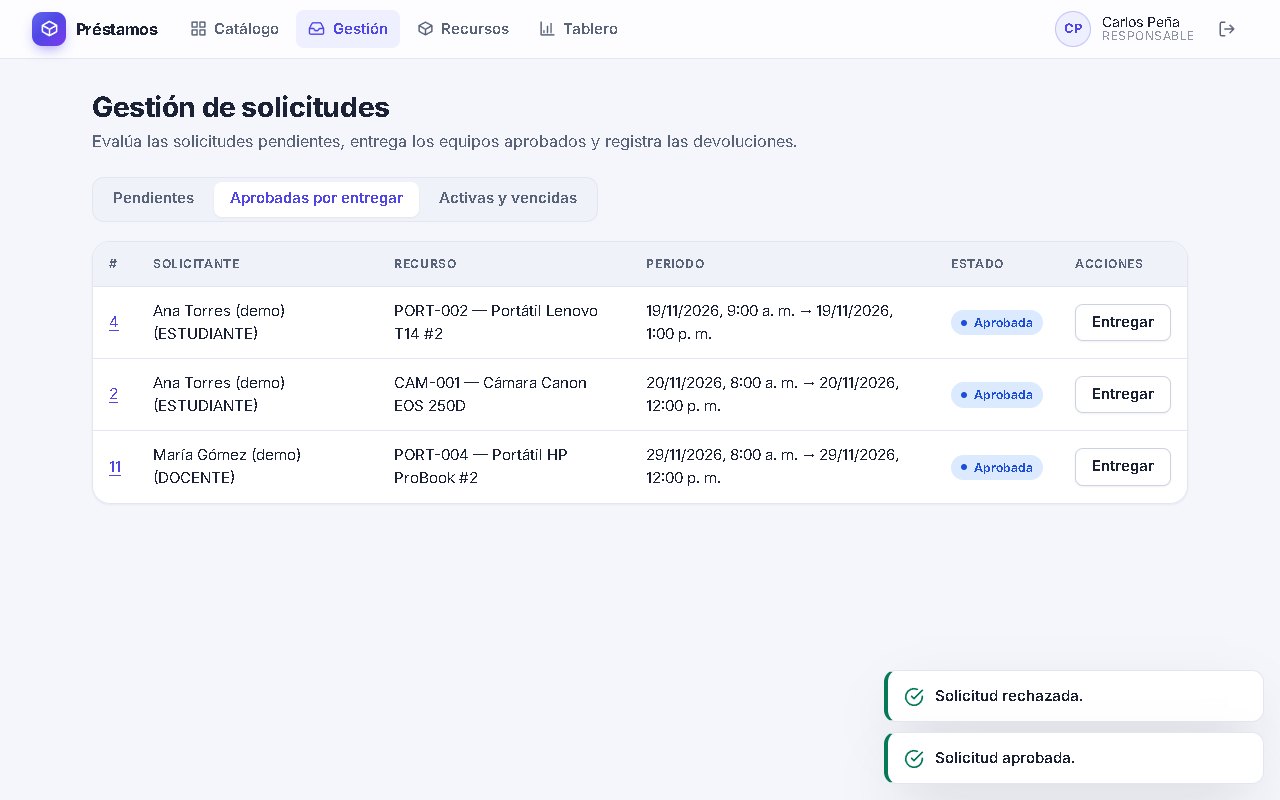 Préstamos
Catálogo
Gestión
Recursos
Tablero
CP
Carlos Peña
RESPONSABLE
Gestión de solicitudes
Evalúa las solicitudes pendientes, entrega los equipos aprobados y registra las devoluciones.
Pendientes
Aprobadas por entregar
Activas y vencidas
# SOLICITANTE RECURSO PERIODO ESTADO ACCIONES
4
Ana Torres (demo)
(ESTUDIANTE)
PORT-002 — Portátil Lenovo
T14 #2
19/11/2026, 9:00 a. m. → 19/11/2026,
1:00 p. m.
Aprobada
Entregar
2
Ana Torres (demo)
(ESTUDIANTE)
CAM-001 — Cámara Canon
EOS 250D
20/11/2026, 8:00 a. m. → 20/11/2026,
12:00 p. m.
Aprobada
Entregar
11
María Gómez (demo)
(DOCENTE)
PORT-004 — Portátil HP
ProBook #2
29/11/2026, 8:00 a. m. → 29/11/2026,
12:00 p. m.
Aprobada
Entregar
Solicitud rechazada.
Solicitud aprobada.